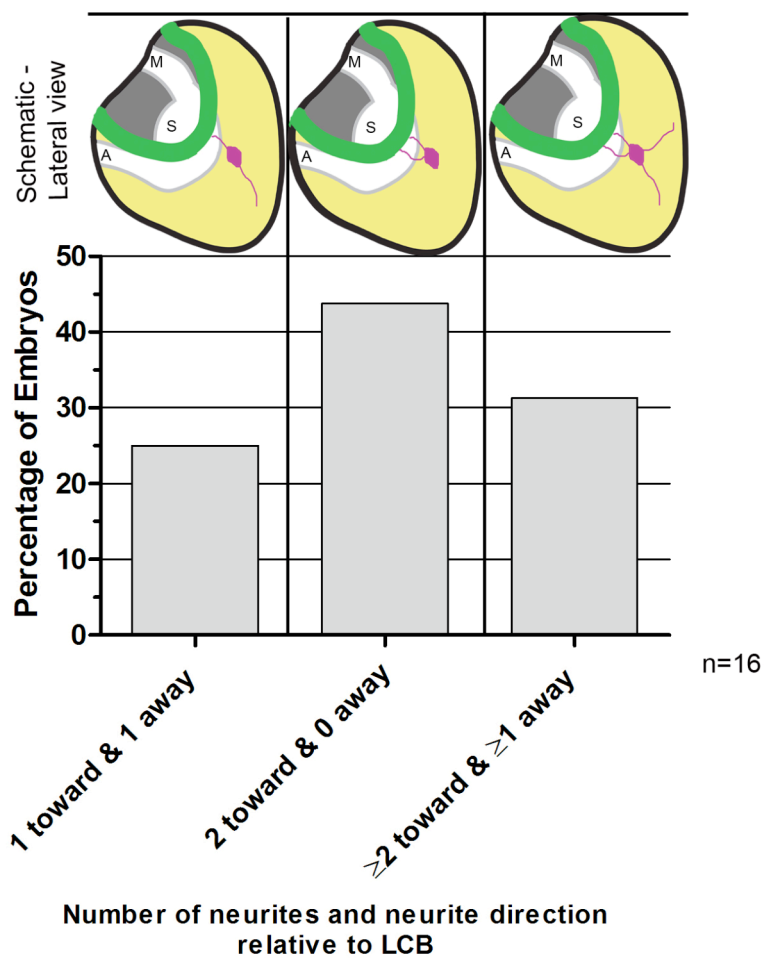 Schematic -
Lateral view
M
S
A
M
S
A
M
S
A
Percentage of Embryos
50
40
30
20
10
0
1 toward & 1 away
2 toward & 0 away
≥2 toward & ≥1 away
n=16
Number of neurites and neurite direction
relative to LCB